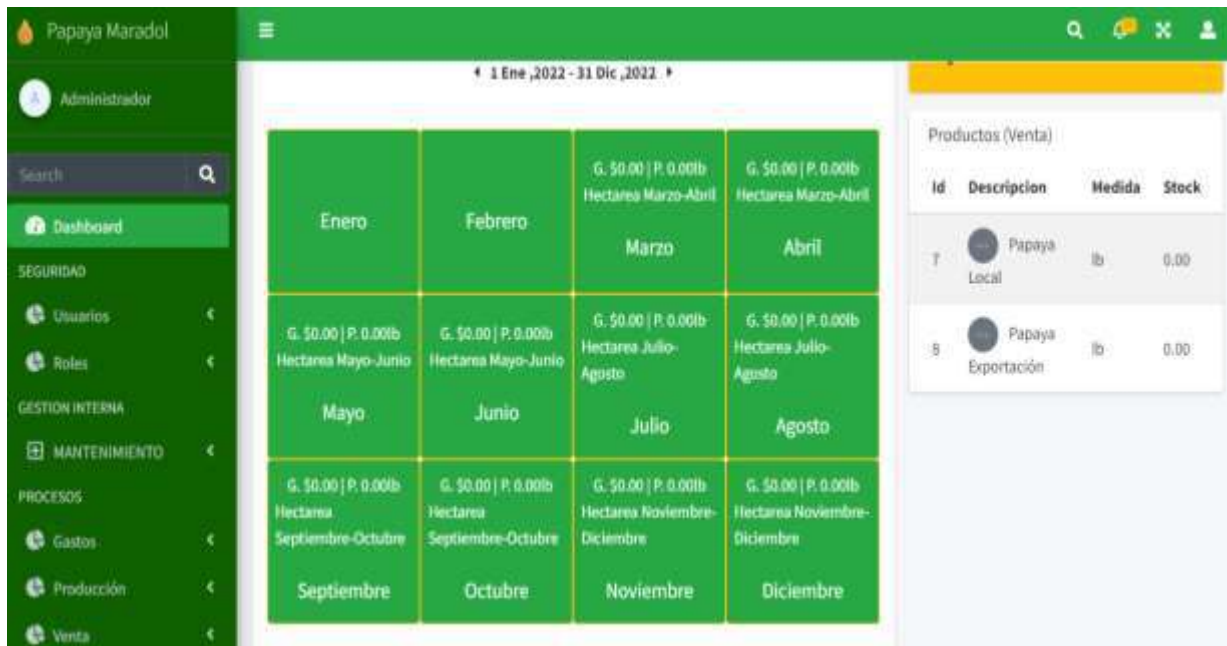 Papaya Maradol
Administrador
Search
Dashboard
SEGURIDAD
Usuarios
Roles
GESTION INTERNA
MANTENIMIENTO
PROCESOS
Gastos
Producción
Venta
1 Ene ,2022 - 31 Dic ,2022
Enero
Febrero
G. $0.00 | P. 0.00lb
Hectarea Marzo-Abril
Marzo
G. $0.00 | P. 0.00lb
Hectarea Marzo-Abril
Abril
G. $0.00 | P. 0.00lb
Hectarea Mayo-Junio
Mayo
G. $0.00 | P. 0.00lb
Hectarea Mayo-Junio
Junio
G. $0.00 | P. 0.00lb
Hectarea Julio-
Agosto
Julio
G. $0.00 | P. 0.00lb
Hectarea Julio-
Agosto
Agosto
G. $0.00 | P. 0.00lb
Hectarea
Septiembre-Octubre
Septiembre
G. $0.00 | P. 0.00lb
Hectarea
Septiembre-Octubre
Octubre
G. $0.00 | P. 0.00lb
Hectarea Noviembre-
Diciembre
Noviembre
G. $0.00 | P. 0.00lb
Hectarea Noviembre-
Diciembre
Diciembre
Productos (Venta)
Id Descripcion Medida Stock
7 Papaya lb 0.00
Local
Papaya lb 0.00
Exportación